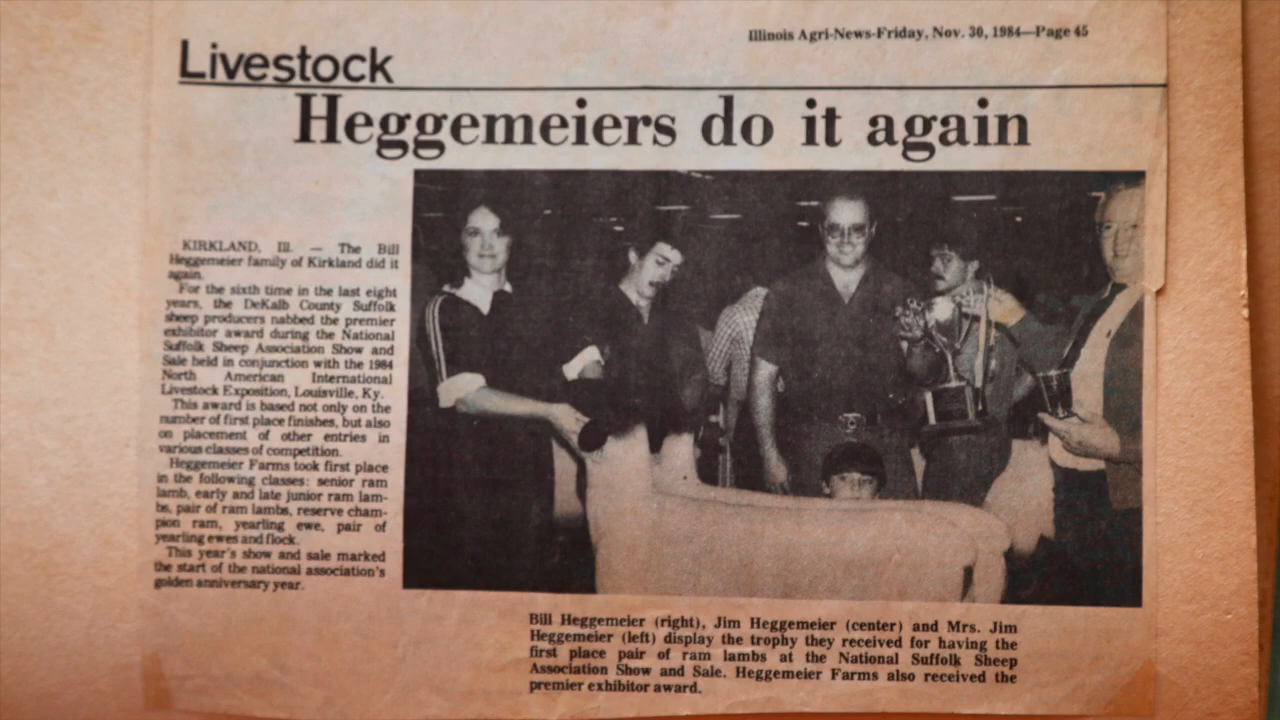 Illinois Agri-News-Friday, Nov. 30, 1984—Page 45
Livestock
Heggemeiers do it again
KIRKLAND, Ill. — The Bill
Heggemeier family of Kirkland did it
again.
For the sixth time in the last eight
years, the DeKalb County Suffolk
sheep producers nabbed the premier
exhibitor award during the National
Suffolk Sheep Association Show and
Sale held in conjunction with the 1984
North American International
Livestock Exposition, Louisville, Ky.
This award is based not only on the
number of first place finishes, but also
on placement of other entries in
various classes of competition.
Heggemeier Farms took first place
in the following classes: senior ram
lamb, early and late junior ram lam-
bs, pair of ram lambs, reserve cham-
pion ram, yearling ewe, pair of
yearling ewes and flock.
This year's show and sale marked
the start of the national association's
golden anniversary year.
Bill Heggemeier (right), Jim Heggemeier (center) and Mrs. Jim
Heggemeier (left) display the trophy they received for having the
first place pair of ram lambs at the National Suffolk Sheep
Association Show and Sale. Heggemeier Farms also received the
premier exhibitor award.